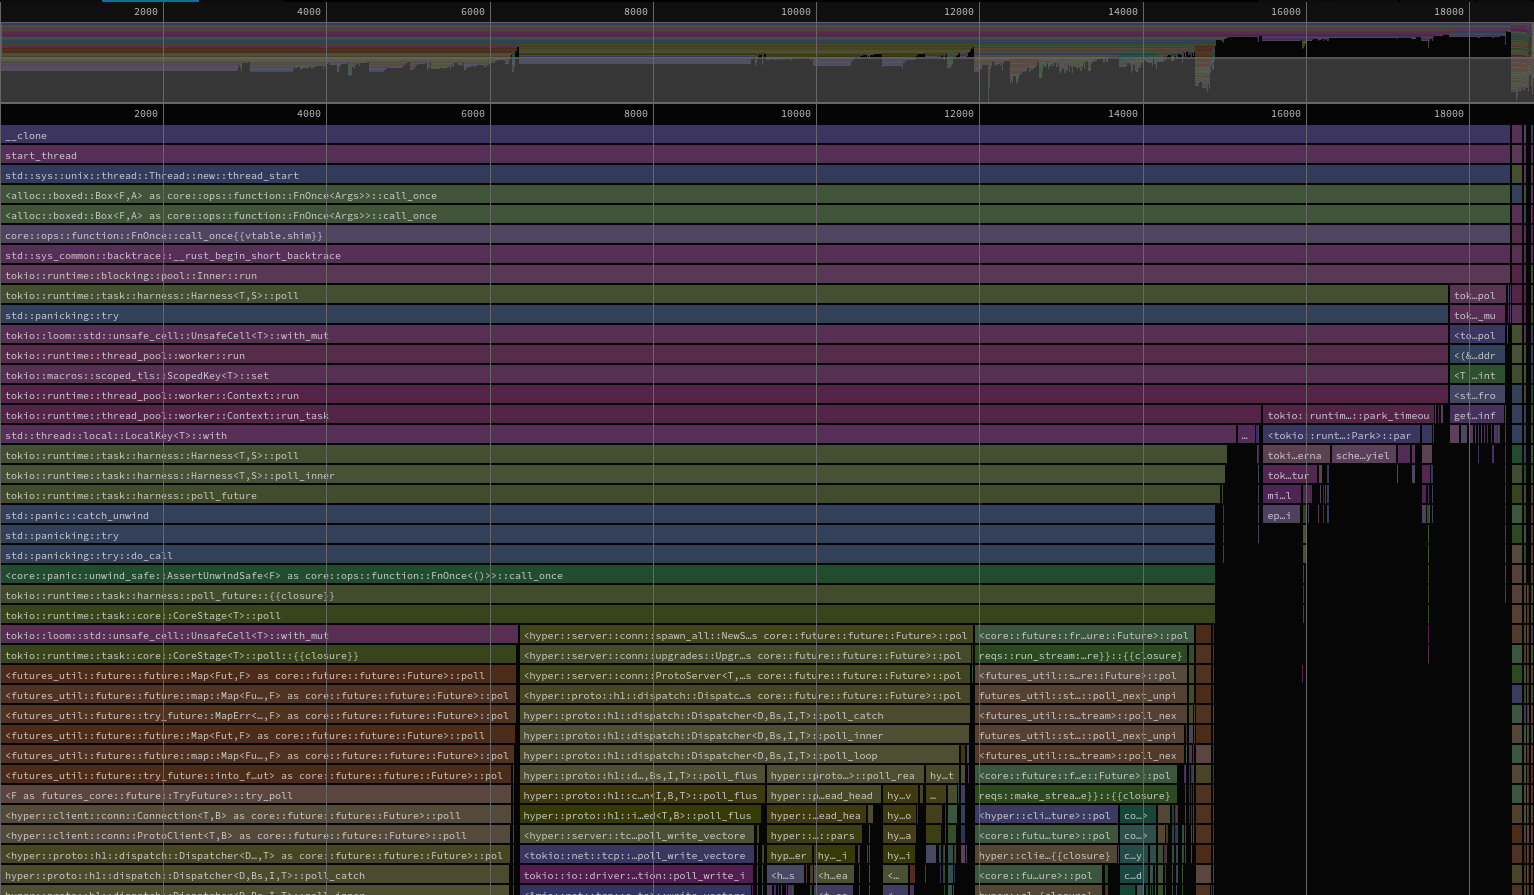 2000 4000 6000 8000 10000 12000 14000 16000 18000
2000 4000 6000 8000 10000 12000 14000 16000 18000
__clone
start_thread
std::sys::unix::thread::Thread::new::thread_start
<alloc::boxed::Box<F,A> as core::ops::function::FnOnce<Args>>::call_once
<alloc::boxed::Box<F,A> as core::ops::function::FnOnce<Args>>::call_once
core::ops::function::FnOnce::call_once{{vtable.shim}}
std::sys_common::backtrace::__rust_begin_short_backtrace
tokio::runtime::blocking::pool::Inner::run
tokio::runtime::task::harness::Harness<T,S>::poll tok…pol
std::panicking::try tok…_mu
tokio::loom::std::unsafe_cell::UnsafeCell<T>::with_mut <to…pol
tokio::runtime::thread_pool::worker::run <(&…ddr
tokio::macros::scoped_tls::ScopedKey<T>::set <T …int
tokio::runtime::thread_pool::worker::Context::run <st…fro
tokio::runtime::thread_pool::worker::Context::run_task tokio::runtim…::park_timeou get…inf
std::thread::local::LocalKey<T>::with … <tokio::runt…:Park>::par
tokio::runtime::task::harness::Harness<T,S>::poll toki…erna sche…yiel
tokio::runtime::task::harness::Harness<T,S>::poll_inner tok…tur
tokio::runtime::task::harness::poll_future mi…l
std::panic::catch_unwind ep…i
std::panicking::try
std::panicking::try::do_call
<core::panic::unwind_safe::AssertUnwindSafe<F> as core::ops::function::FnOnce<()>>::call_once
tokio::runtime::task::harness::poll_future::{{closure}}
tokio::runtime::task::core::CoreStage<T>::poll
tokio::loom::std::unsafe_cell::UnsafeCell<T>::with_mut <hyper::server::conn::spawn_all::NewS…s core::future::future::Future>::pol <core::future::fr…ure::Future>::pol
tokio::runtime::task::core::CoreStage<T>::poll::{{closure}} <hyper::server::conn::upgrades::Upgr…s core::future::future::Future>::pol reqs::run_stream:…re}}::{{closure}
<futures_util::future::future::Map<Fut,F> as core::future::future::Future>::poll <hyper::server::conn::ProtoServer<T,…s core::future::future::Future>::pol <futures_util::s…re::Future>::pol
<futures_util::future::future::map::Map<Fu…,F> as core::future::future::Future>::pol <hyper::proto::h1::dispatch::Dispatc…s core::future::future::Future>::pol futures_util::st…::poll_next_unpi
<futures_util::future::try_future::MapErr<…,F> as core::future::future::Future>::pol hyper::proto::h1::dispatch::Dispatcher<D,Bs,I,T>::poll_catch <futures_util::s…tream>::poll_nex
<futures_util::future::future::Map<Fut,F> as core::future::future::Future>::poll hyper::proto::h1::dispatch::Dispatcher<D,Bs,I,T>::poll_inner futures_util::st…::poll_next_unpi
<futures_util::future::future::map::Map<Fu…,F> as core::future::future::Future>::pol hyper::proto::h1::dispatch::Dispatcher<D,Bs,I,T>::poll_loop <futures_util::s…tream>::poll_nex
<futures_util::future::try_future::into_f…ut> as core::future::future::Future>::pol hyper::proto::h1::d…,Bs,I,T>::poll_flus hyper::proto…>::poll_rea hy…t <core::future::f…e::Future>::pol
<F as futures_core::future::TryFuture>::try_poll hyper::proto::h1::c…n<I,B,T>::poll_flus hyper::p…ead_head hy…v … reqs::make_strea…e}}::{{closure}
<hyper::client::conn::Connection<T,B> as core::future::future::Future>::poll hyper::proto::h1::i…ed<T,B>::poll_flus hyper::…ead_hea hy…o <hyper::cli…ture>::pol co…>
<hyper::client::conn::ProtoClient<T,B> as core::future::future::Future>::poll <hyper::server::tc…poll_write_vectore hyper::…::pars hy…a <core::futu…ture>::pol co…>
<hyper::proto::h1::dispatch::Dispatcher<D…,T> as core::future::future::Future>::pol <tokio::net::tcp::…poll_write_vectore hyp…er hy…_i hy…i hyper::clie…{{closure} c…y
hyper::proto::h1::dispatch::Dispatcher<D,Bs,I,T>::poll_catch tokio::io::driver:…tion::poll_write_i <h…s <h…ea <… <core::fu…ure>::pol c…d